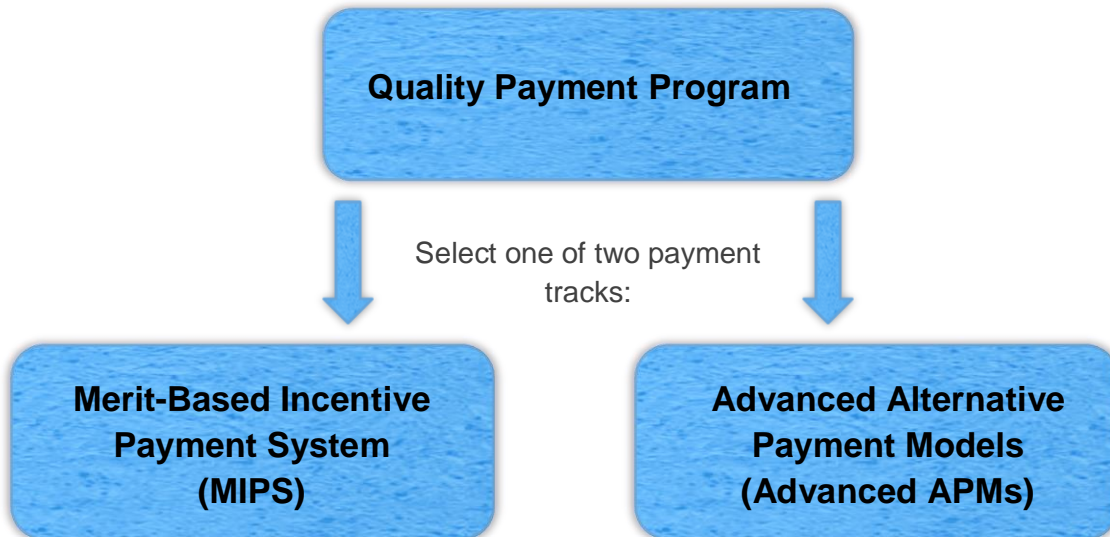 Quality Payment Program
Select one of two payment
tracks:
Merit-Based Incentive
Payment System
(MIPS)
Advanced Alternative
Payment Models
(Advanced APMs)